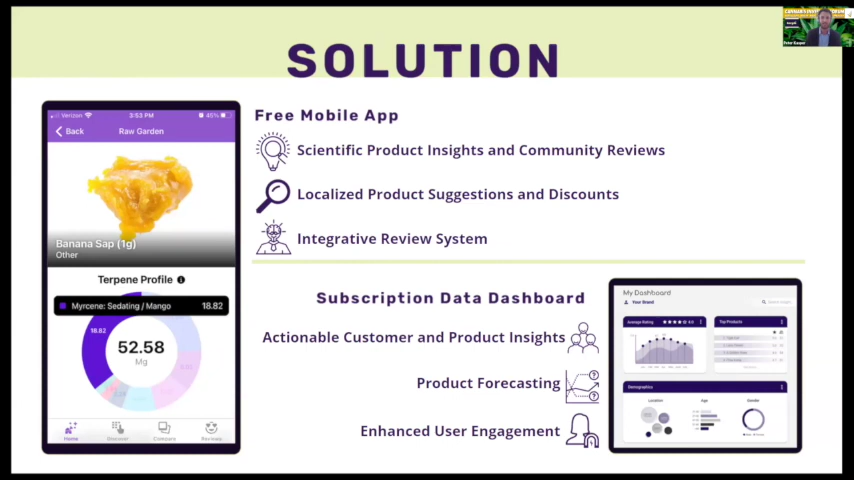 SOLUTION
Verizon
3:53 PM
45%
Back
Raw Garden
Banana Sap (1g)
Other
Terpene Profile
Myrcene: Sedating / Mango
18.82
18.82
52.58
Mg
Home
Discover
Compare
Reviews
Free Mobile App
Scientific Product Insights and Community Reviews
Localized Product Suggestions and Discounts
Integrative Review System
Subscription Data Dashboard
Actionable Customer and Product Insights
Product Forecasting
Enhanced User Engagement
My Dashboard
Your Brand
Average Rating
Top Products
Demographics
Location
Age
Gender